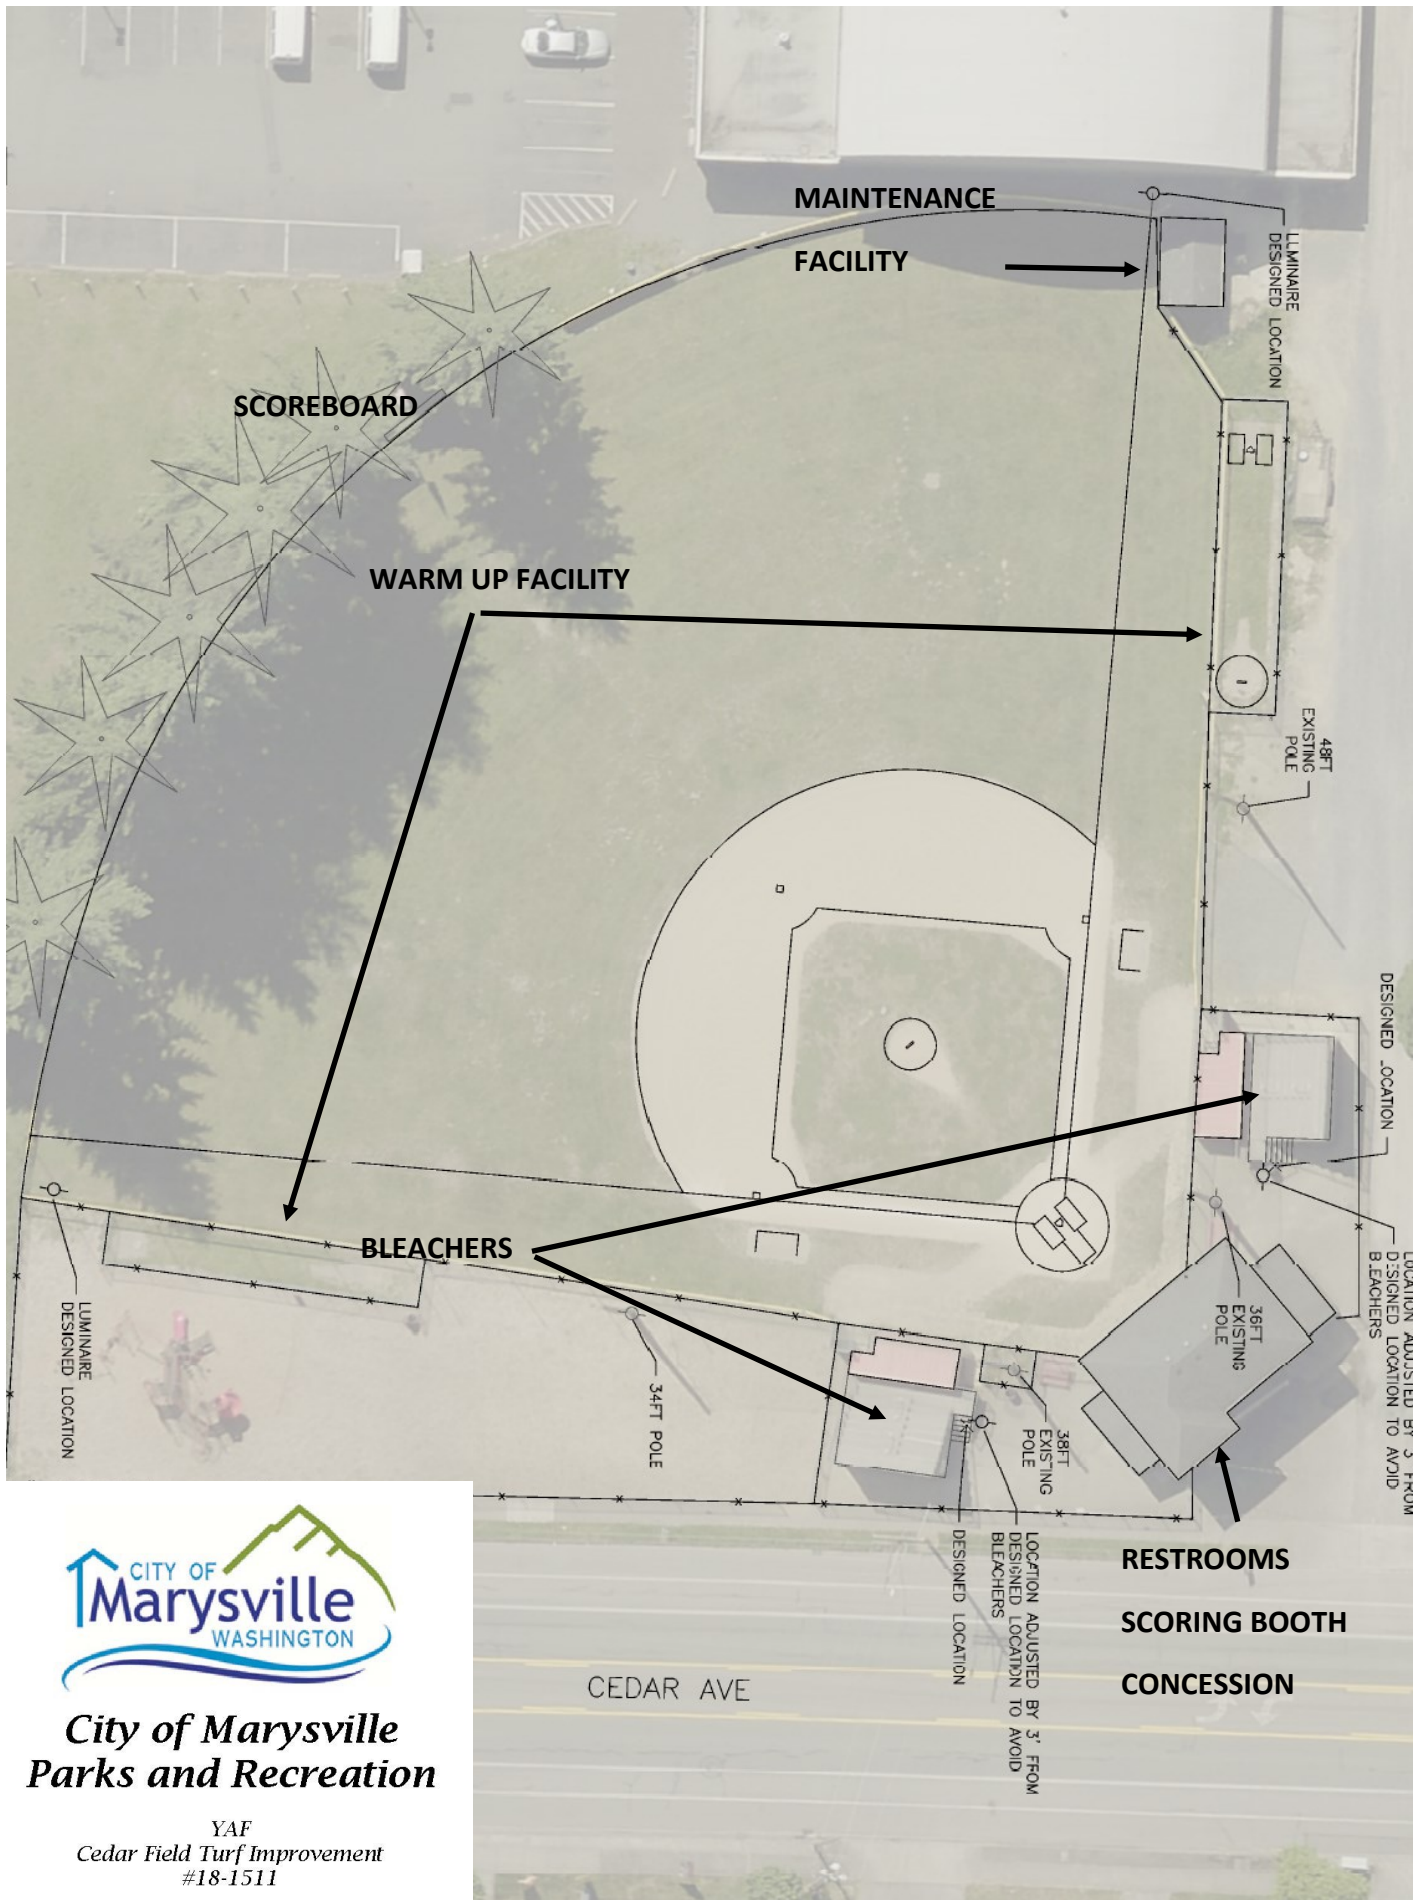 MAINTENANCE
FACILITY
LLMINAIRE
DESIGNED LOCATION
SCOREBOARD
WARM UP FACILITY
48FT
EXISTING
POLE
DESIGNED LOCATION
LOCATION ADJUSTED BY 3' FROM
DESIGNED LOCATION TO AVOID
BLEACHERS
BLEACHERS
36FT
EXISTING
POLE
LUMINAIRE
DESIGNED LOCATION
34FT POLE
38FT
EXISTING
POLE
DESIGNED LOCATION
LOCATION ADJUSTED BY 3' FROM
DESIGNED LOCATION TO AVOID
BLEACHERS
RESTROOMS
SCORING BOOTH
CONCESSION
CEDAR AVE
CITY OF
Marysville
WASHINGTON
City of Marysville
Parks and Recreation
YAF
Cedar Field Turf Improvement
#18-1511